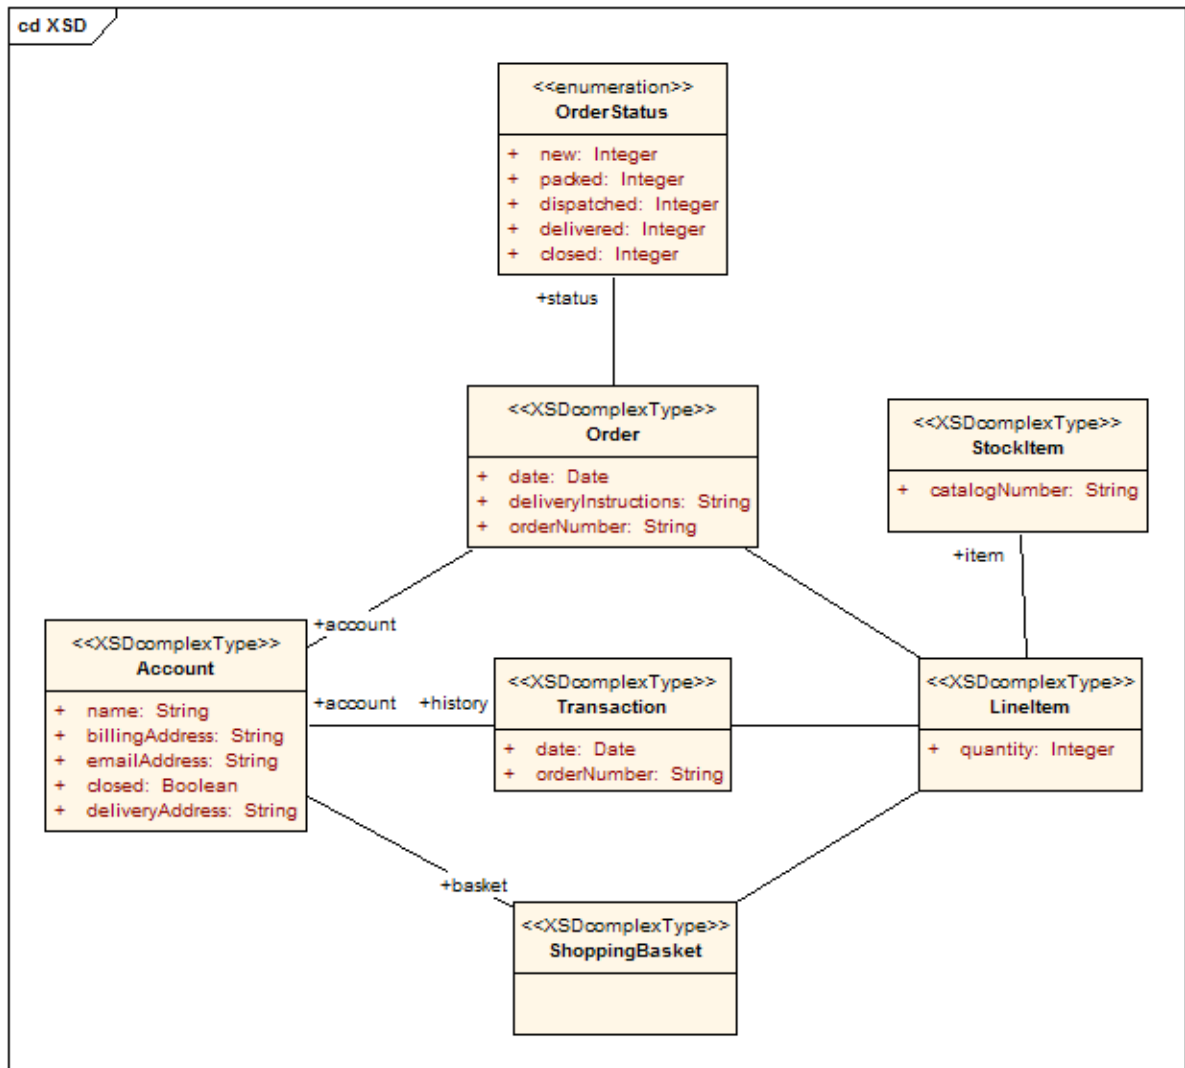 cd XSD
<<enumeration>>
OrderStatus
+ new: Integer
+ packed: Integer
+ dispatched: Integer
+ delivered: Integer
+ closed: Integer
+status
<<XSDcomplexType>>
Order
+ date: Date
+ deliveryInstructions: String
+ orderNumber: String
<<XSDcomplexType>>
StockItem
+ catalogNumber: String
+item
+account
<<XSDcomplexType>>
Account
+ name: String
+ billingAddress: String
+ emailAddress: String
+ closed: Boolean
+ deliveryAddress: String
+account +history
<<XSDcomplexType>>
Transaction
+ date: Date
+ orderNumber: String
<<XSDcomplexType>>
LineItem
+ quantity: Integer
+basket
<<XSDcomplexType>>
ShoppingBasket